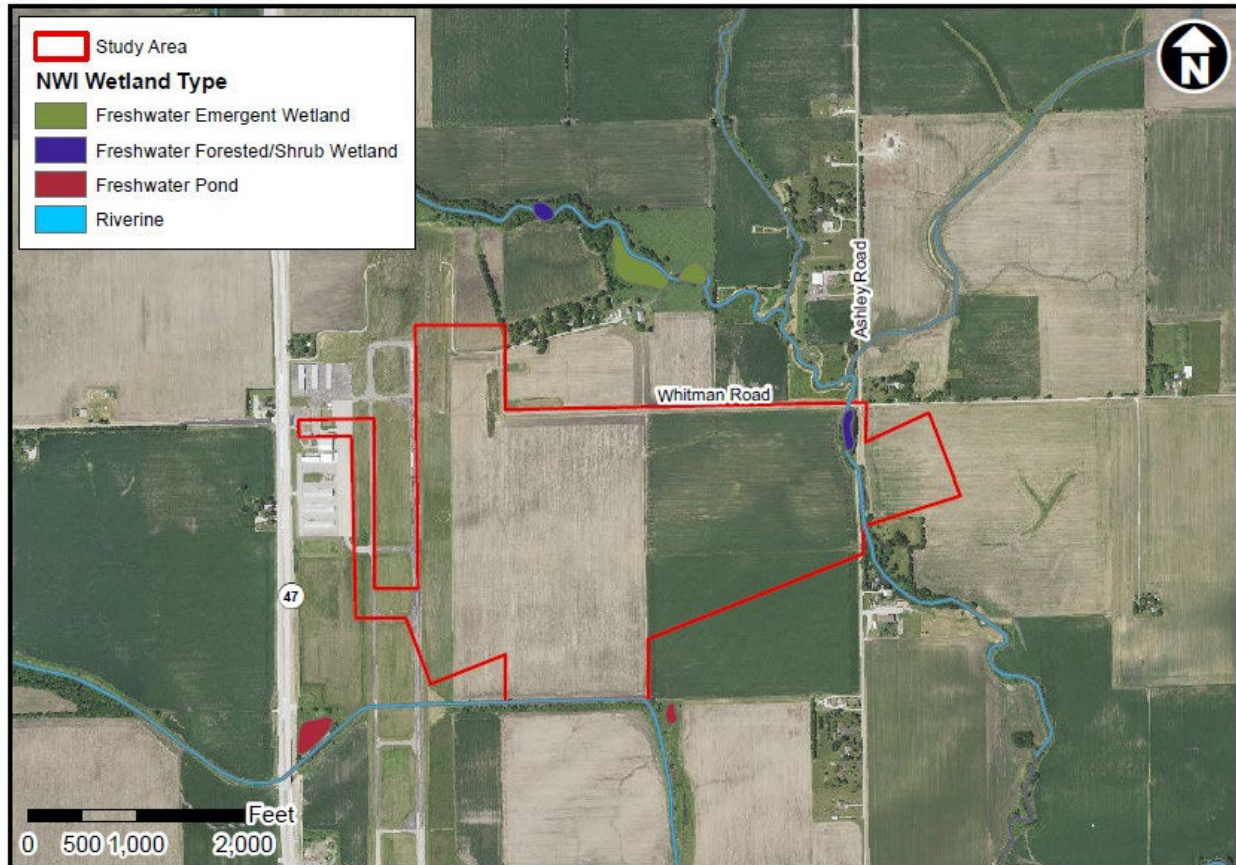 Study Area
NWI Wetland Type
Freshwater Emergent Wetland
Freshwater Forested/Shrub Wetland
Freshwater Pond
Riverine
N
Ashley Road
Whitman Road
47
Feet
0 500 1,000 2,000